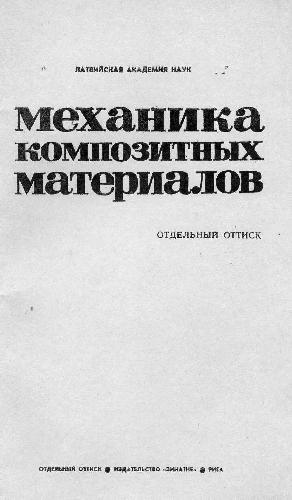 ЛАТВИЙСКАЯ АКАДЕМИЯ НАУК
механика
композитных
материалов
ОТДЕЛЬНЫЙ ОТТИСК
ОТДЕЛЬНЫЙ ОТТИСК ● ИЗДАТЕЛЬСТВО «ЗИНАТНЕ» ● РИГА